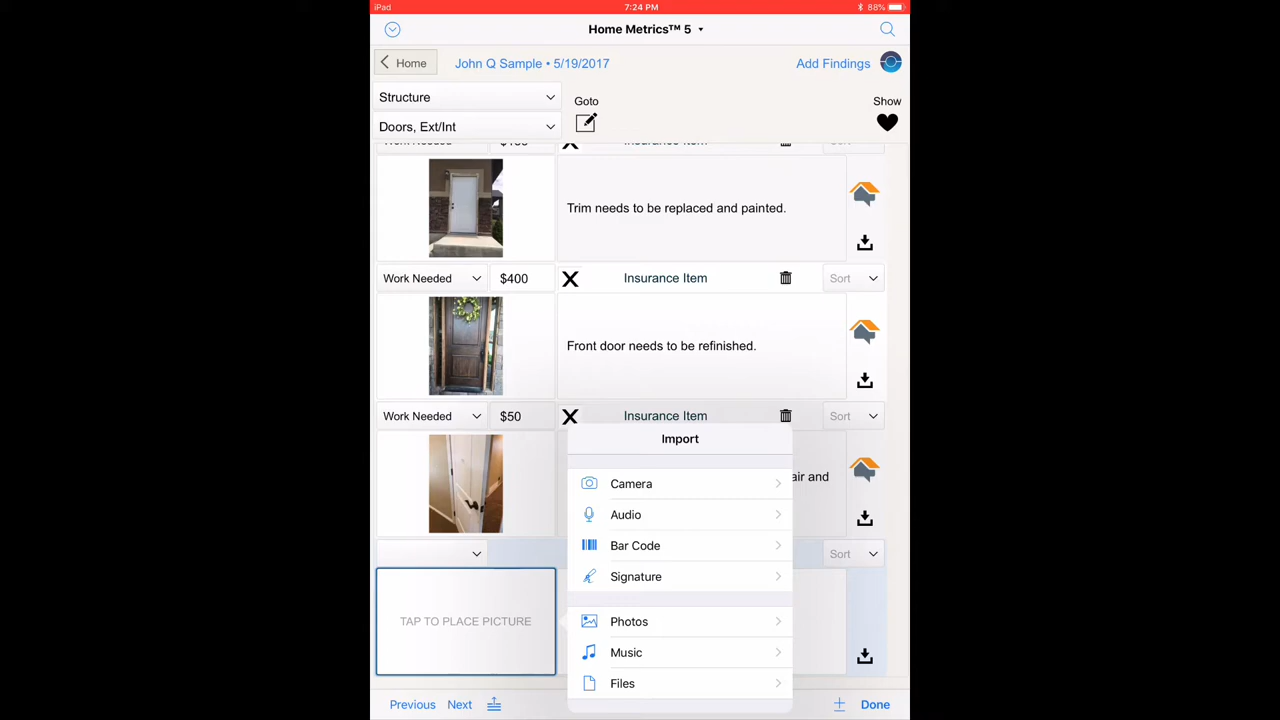 iPad 7:24 PM 88%
Home Metrics™ 5
Home John Q Sample • 5/19/2017 Add Findings
Structure
Goto Show
Doors, Ext/Int
Work Needed Insurance Item
Trim needs to be replaced and painted.
Work Needed $400 X Insurance Item Sort
Front door needs to be refinished.
Work Needed $50 X Insurance Item Sort
Import
Camera
air and
Audio
Bar Code
Sort
Signature
TAP TO PLACE PICTURE
Photos
Music
Files
Previous Next Done